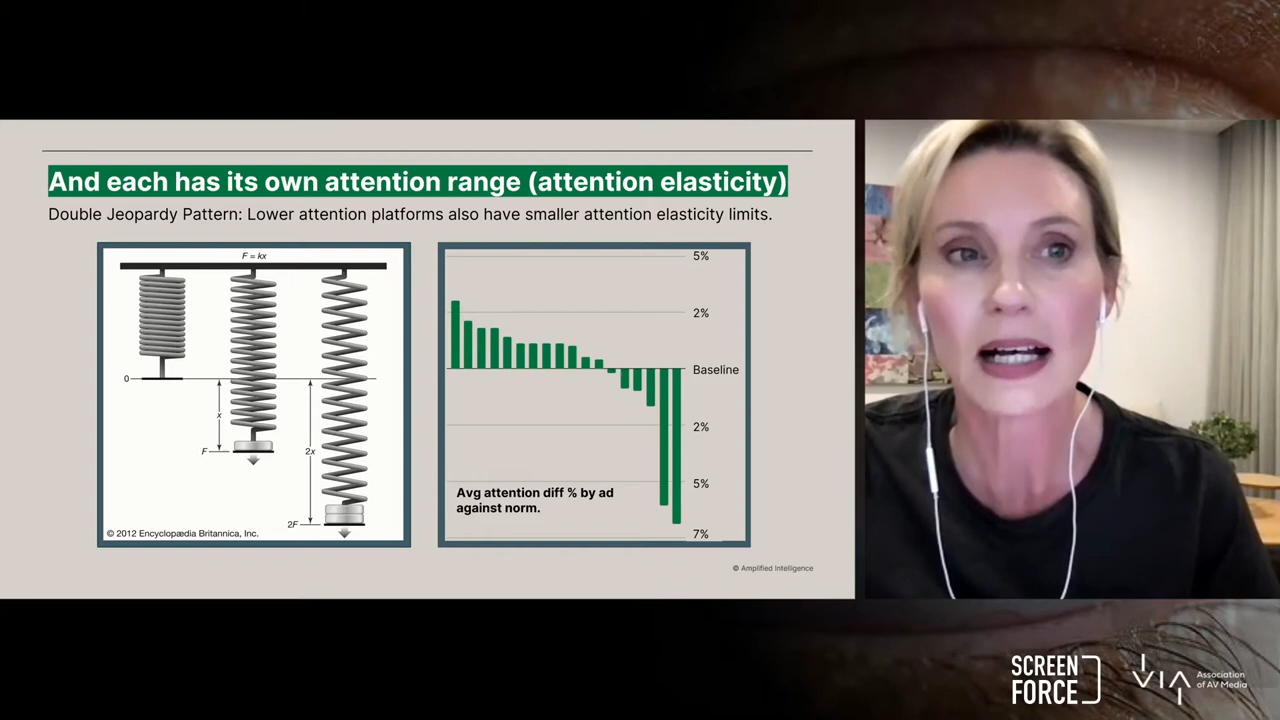 And each has its own attention range (attention elasticity)
Double Jeopardy Pattern: Lower attention platforms also have smaller attention elasticity limits.
F = kx
0
x
F
2x
2F
© 2012 Encyclopædia Britannica, Inc.
5%
2%
Baseline
2%
5%
7%
Avg attention diff % by ad
against norm.
© Amplified Intelligence
SCREEN
FORCE
VIA
Association
of AV Media